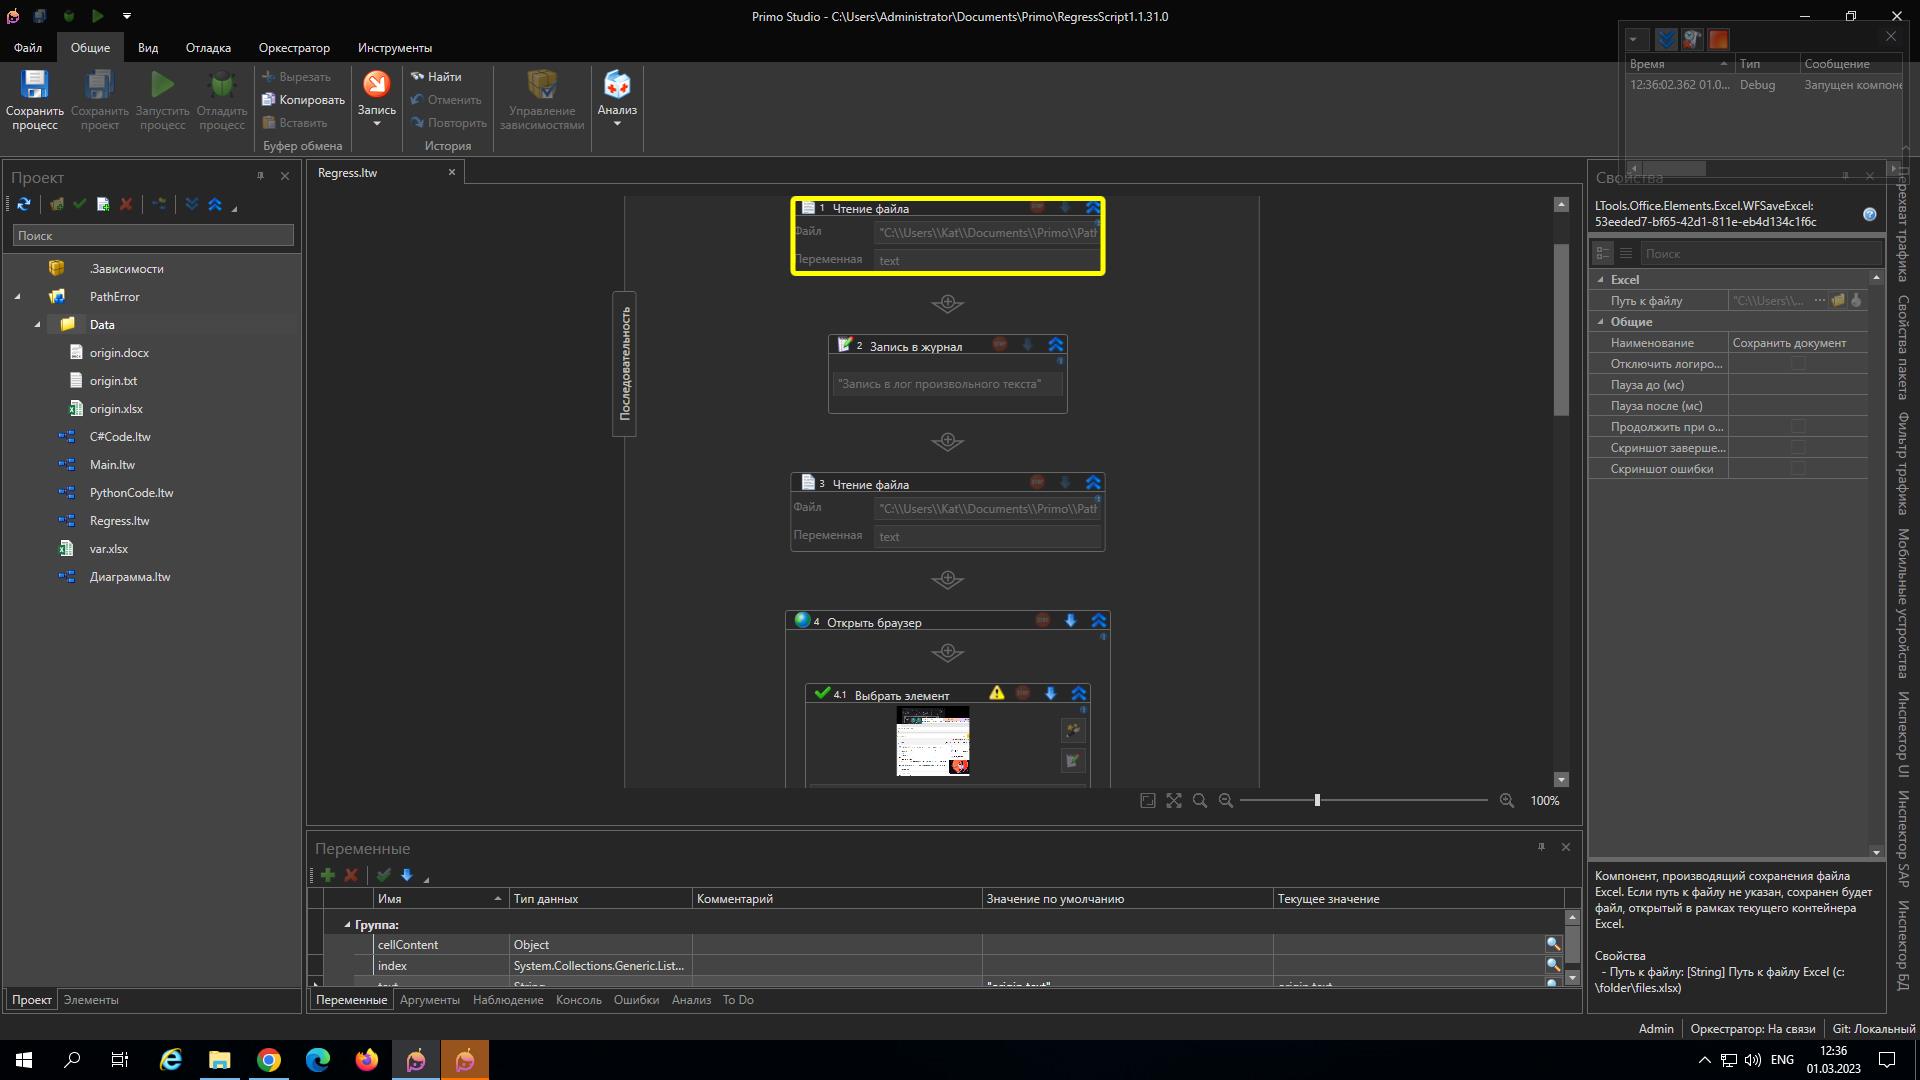 Primo Studio - C:\Users\Administrator\Documents\Primo\RegressScript1.1.31.0
Файл
Общие
Вид
Отладка
Оркестратор
Инструменты
Сохранить процесс
Сохранить проект
Запустить процесс
Отладить процесс
Вырезать
Копировать
Вставить
Буфер обмена
Запись
Найти
Отменить
Повторить
История
Управление зависимостями
Анализ
Время
Тип
Сообщение
12:36:02.362 01.0...
Debug
Запущен компоне
Проект
Поиск
.Зависимости
PathError
Data
origin.docx
origin.txt
origin.xlsx
C#Code.ltw
Main.ltw
PythonCode.ltw
Regress.ltw
var.xlsx
Диаграмма.ltw
Проект
Элементы
Regress.ltw
Последовательность
1 Чтение файла
Файл
"C:\\Users\\Kat\\Documents\\Primo\\Pat
Переменная
text
2 Запись в журнал
"Запись в лог произвольного текста"
3 Чтение файла
Файл
"C:\\Users\\Kat\\Documents\\Primo\\Pat
Переменная
text
4 Открыть браузер
4.1 Выбрать элемент
100%
Переменные
Имя
Тип данных
Комментарий
Значение по умолчанию
Текущее значение
Группа:
cellContent
Object
index
System.Collections.Generic.List...
text
String
"origin text"
origin text
Переменные
Аргументы
Наблюдение
Консоль
Ошибки
Анализ
To Do
Свойства
LTools.Office.Elements.Excel.WFSaveExcel:
53eeded7-bf65-42d1-811e-eb4d134c1f6c
Поиск
Excel
Путь к файлу
"C:\\Users\\...
Общие
Наименование
Сохранить документ
Отключить логиро...
Пауза до (мс)
Пауза после (мс)
Продолжить при о...
Скриншот заверше...
Скриншот ошибки
Компонент, производящий сохранения файла
Excel. Если путь к файлу не указан, сохранен будет
файл, открытый в рамках текущего контейнера
Excel.
Свойства
- Путь к файлу: [String] Путь к файлу Excel (c:
\folder\files.xlsx)
Перехват трафика
Свойства пакета
Фильтр трафика
Мобильные устройства
Инспектор UI
Инспектор SAP
Инспектор БД
Admin
Оркестратор: На связи
Git: Локальный
ENG
12:36
01.03.2023